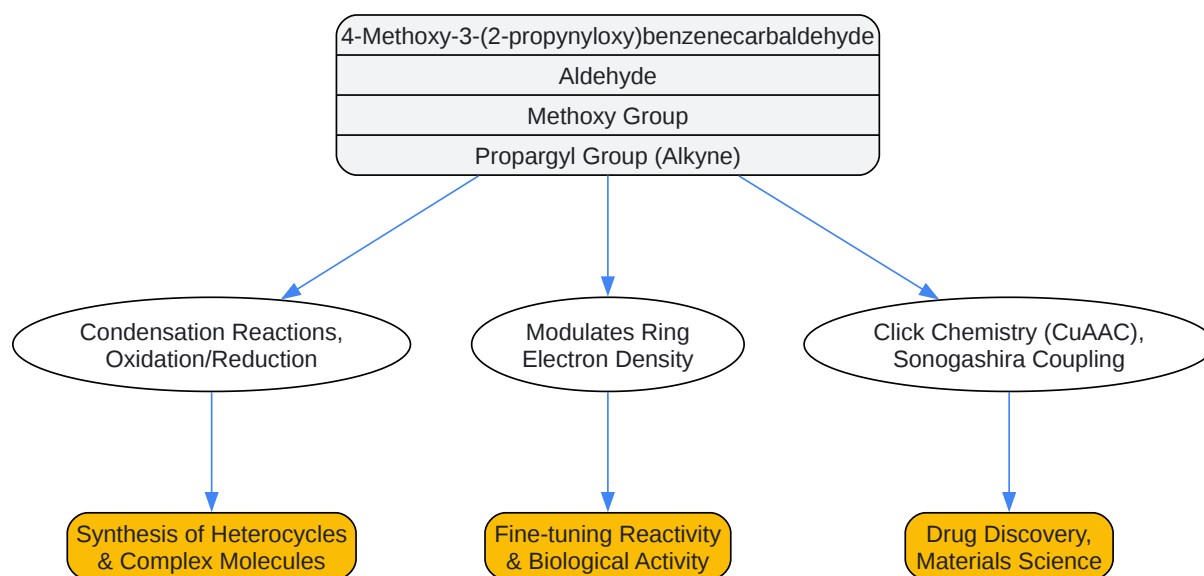 4-Methoxy-3-(2-propynyloxy)benzenecarbaldehyde
Aldehyde
Methoxy Group
Propargyl Group (Alkyne)
Condensation Reactions,
Oxidation/Reduction
Modulates Ring
Electron Density
Click Chemistry (CuAAC),
Sonogashira Coupling
Synthesis of Heterocycles
& Complex Molecules
Fine-tuning Reactivity
& Biological Activity
Drug Discovery,
Materials Science